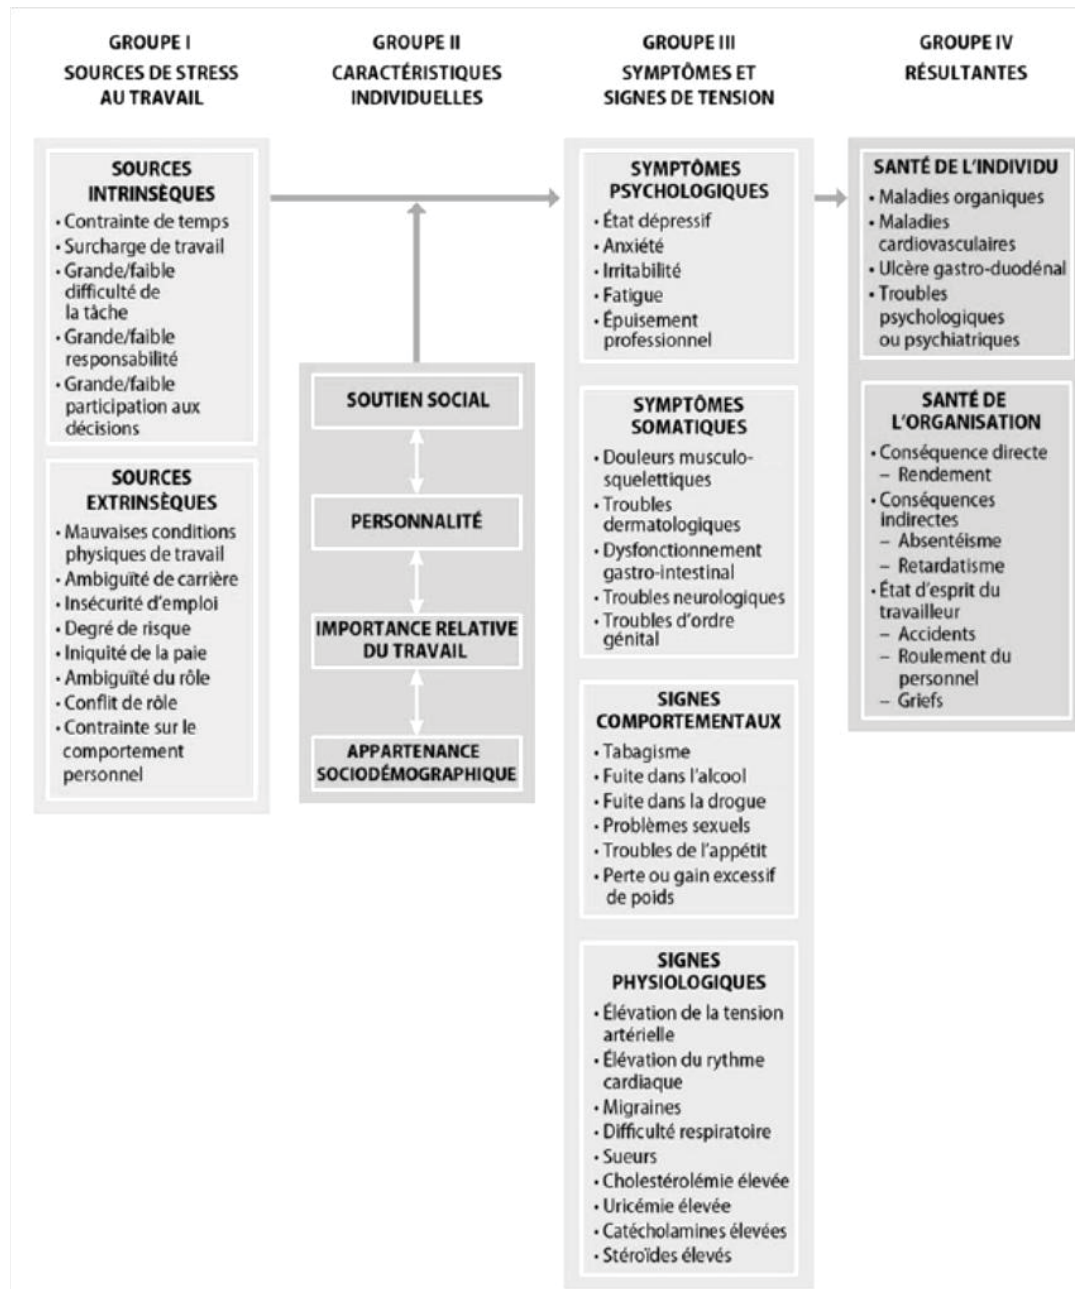 GROUPE I
SOURCES DE STRESS
AU TRAVAIL
SOURCES
INTRINSÈQUES
• Contrainte de temps
• Surcharge de travail
• Grande/faible
difficulté de
la tâche
• Grande/faible
responsabilité
• Grande/faible
participation aux
décisions
SOURCES
EXTRINSÈQUES
• Mauvaises conditions
physiques de travail
• Ambiguïté de carrière
• Insécurité d'emploi
• Degré de risque
• Iniquité de la paie
• Ambiguïté du rôle
• Conflit de rôle
• Contrainte sur le
comportement
personnel
GROUPE II
CARACTÉRISTIQUES
INDIVIDUELLES
SOUTIEN SOCIAL
PERSONNALITÉ
IMPORTANCE RELATIVE
DU TRAVAIL
APPARTENANCE
SOCIODÉMOGRAPHIQUE
GROUPE III
SYMPTÔMES ET
SIGNES DE TENSION
SYMPTÔMES
PSYCHOLOGIQUES
• État dépressif
• Anxiété
• Irritabilité
• Fatigue
• Épuisement
professionnel
SYMPTÔMES
SOMATIQUES
• Douleurs musculo-
squelettiques
• Troubles
dermatologiques
• Dysfonctionnement
gastro-intestinal
• Troubles neurologiques
• Troubles d'ordre
génital
SIGNES
COMPORTEMENTAUX
• Tabagisme
• Fuite dans l'alcool
• Fuite dans la drogue
• Problèmes sexuels
• Troubles de l'appétit
• Perte ou gain excessif
de poids
SIGNES
PHYSIOLOGIQUES
• Élévation de la tension
artérielle
• Élévation du rythme
cardiaque
• Migraines
• Difficulté respiratoire
• Sueurs
• Cholestérolémie élevée
• Uricémie élevée
• Catécholamines élevées
• Stéroïdes élevés
GROUPE IV
RÉSULTANTES
SANTÉ DE L'INDIVIDU
• Maladies organiques
• Maladies
cardiovasculaires
• Ulcère gastro-duodénal
• Troubles
psychologiques
ou psychiatriques
SANTÉ DE
L'ORGANISATION
• Conséquence directe
– Rendement
• Conséquences
indirectes
– Absentéisme
– Retardatisme
• État d'esprit du
travailleur
– Accidents
– Roulement du
personnel
– Griefs